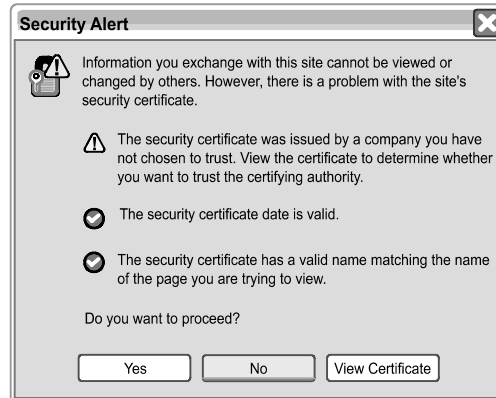 Security Alert
Information you exchange with this site cannot be viewed or
changed by others. However, there is a problem with the site's
security certificate.
The security certificate was issued by a company you have
not chosen to trust. View the certificate to determine whether
you want to trust the certifying authority.
The security certificate date is valid.
The security certificate has a valid name matching the name
of the page you are trying to view.
Do you want to proceed?
Yes No View Certificate